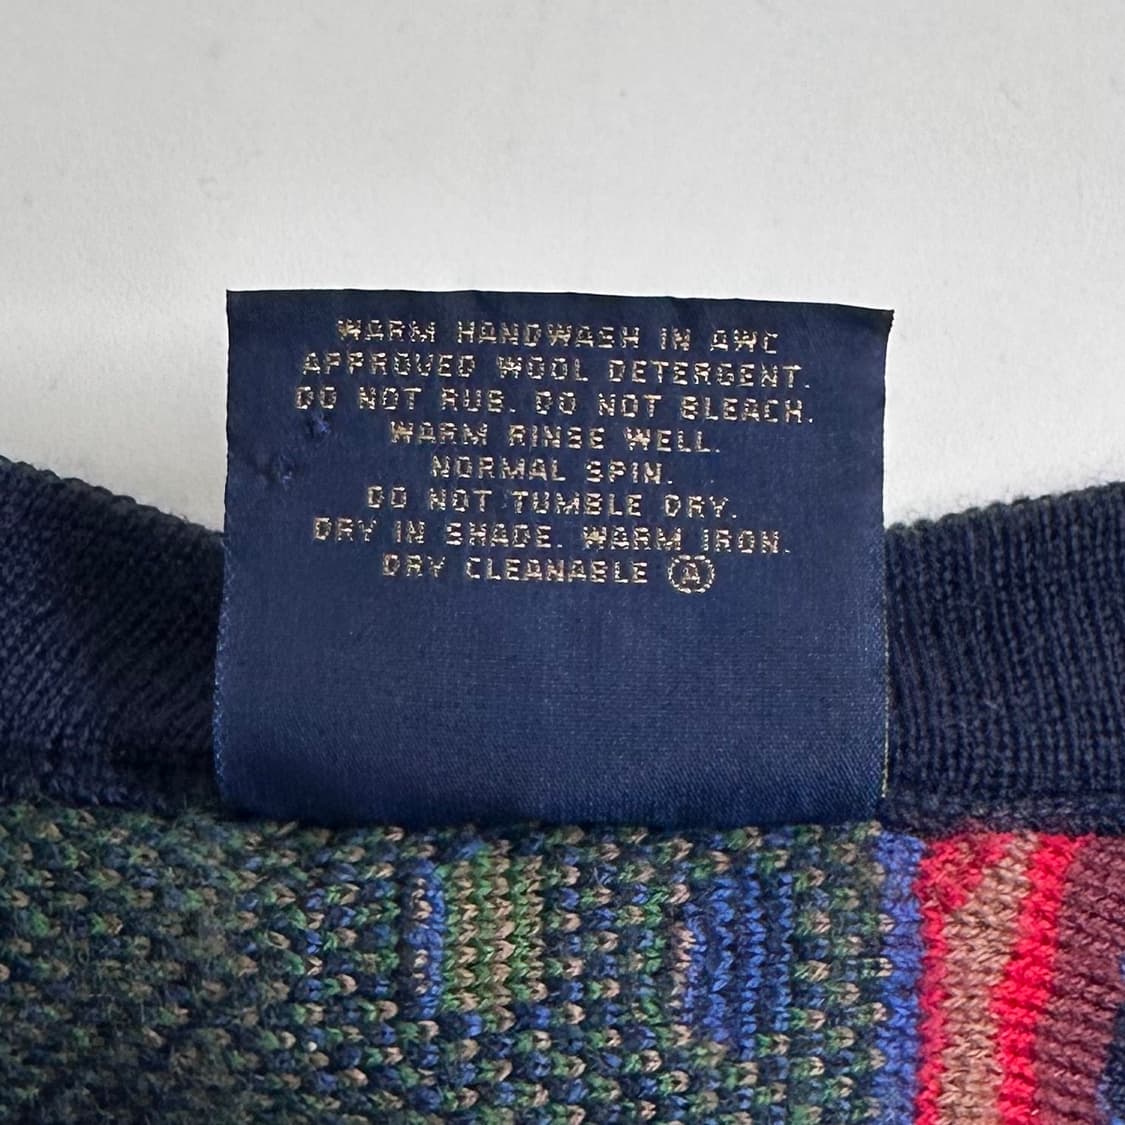 WARM HANDWASH IN AWC
APPROVED WOOL DETERGENT.
DO NOT RUB. DO NOT BLEACH.
WARM RINSE WELL.
NORMAL SPIN.
DO NOT TUMBLE DRY.
DRY IN SHADE. WARM IRON.
DRY CLEANABLE Ⓐ